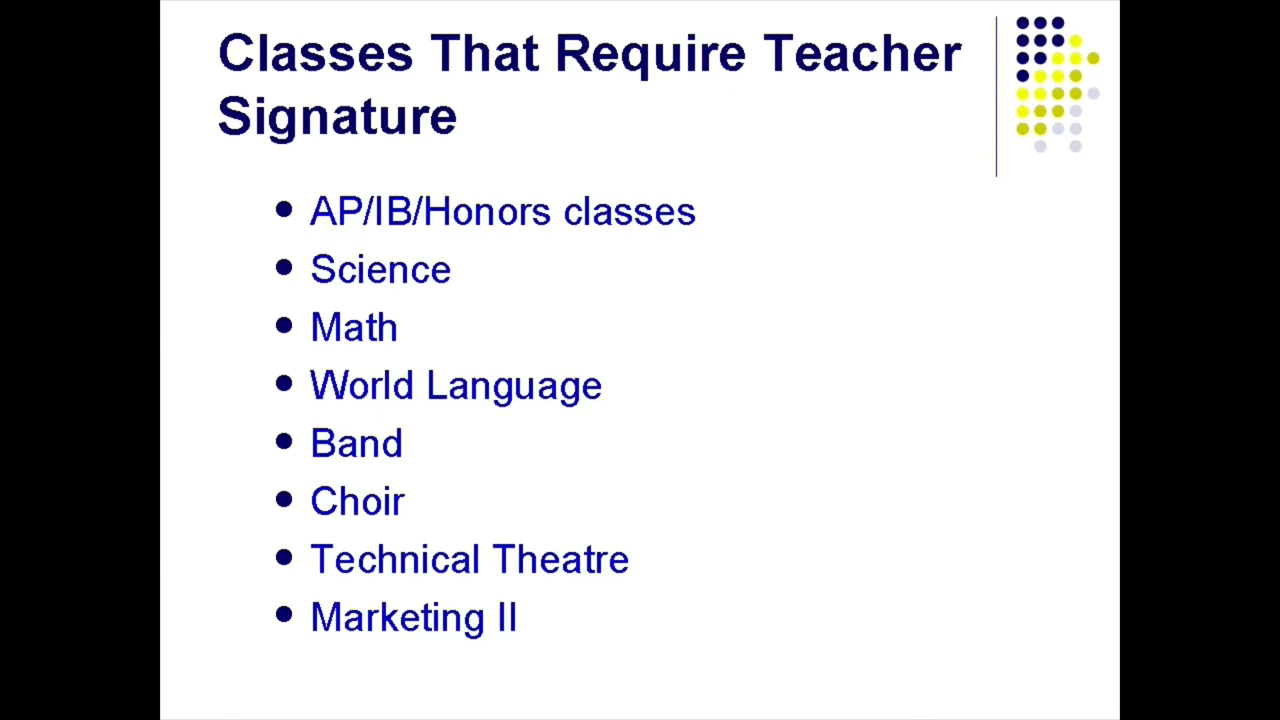 Classes That Require Teacher
Signature
AP/IB/Honors classes
Science
Math
World Language
Band
Choir
Technical Theatre
Marketing II